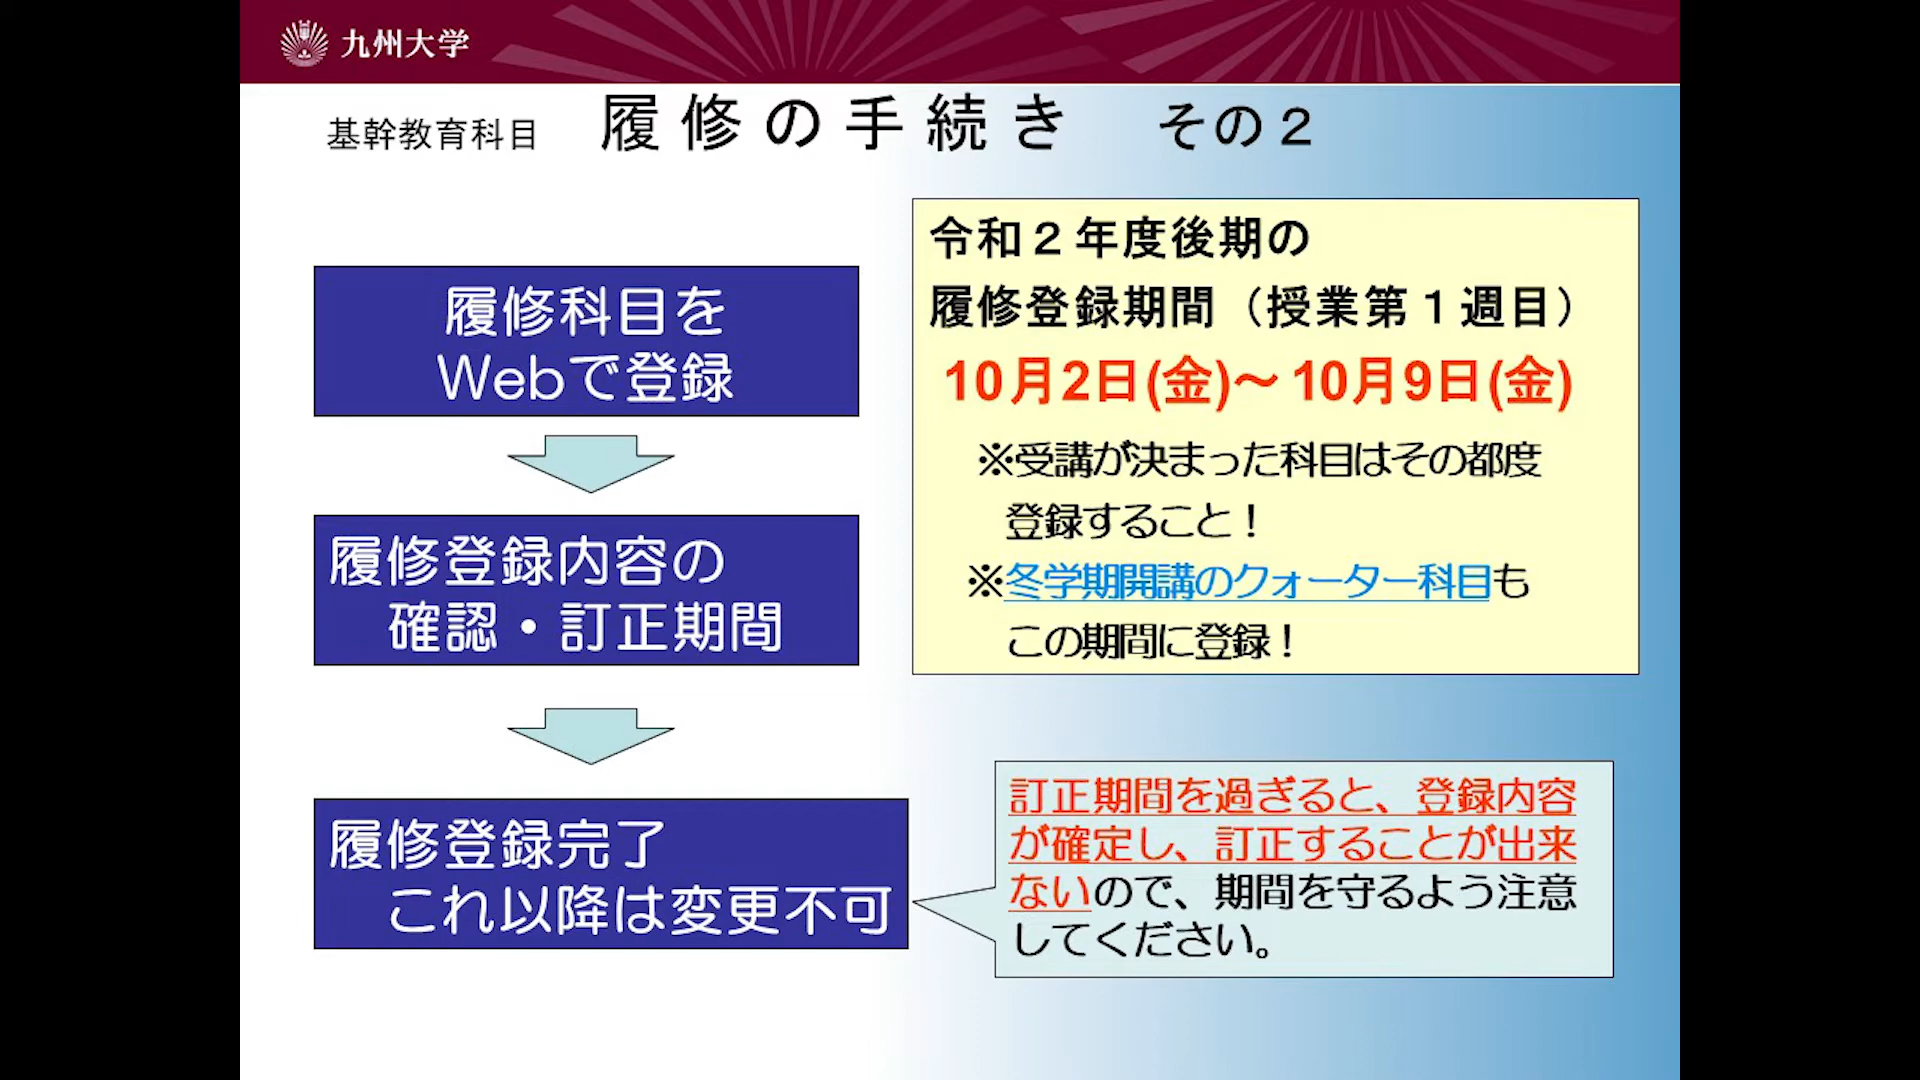 九州大学
基幹教育科目 履修の手続き その２
履修科目を
Webで登録
履修登録内容の
確認・訂正期間
履修登録完了
これ以降は変更不可
令和２年度後期の
履修登録期間（授業第１週目）
10月2日(金)～10月9日(金)
※受講が決まった科目はその都度
登録すること！
※冬学期開講のクォーター科目も
この期間に登録！
訂正期間を過ぎると、登録内容
が確定し、訂正することが出来
ないので、期間を守るよう注意
してください。